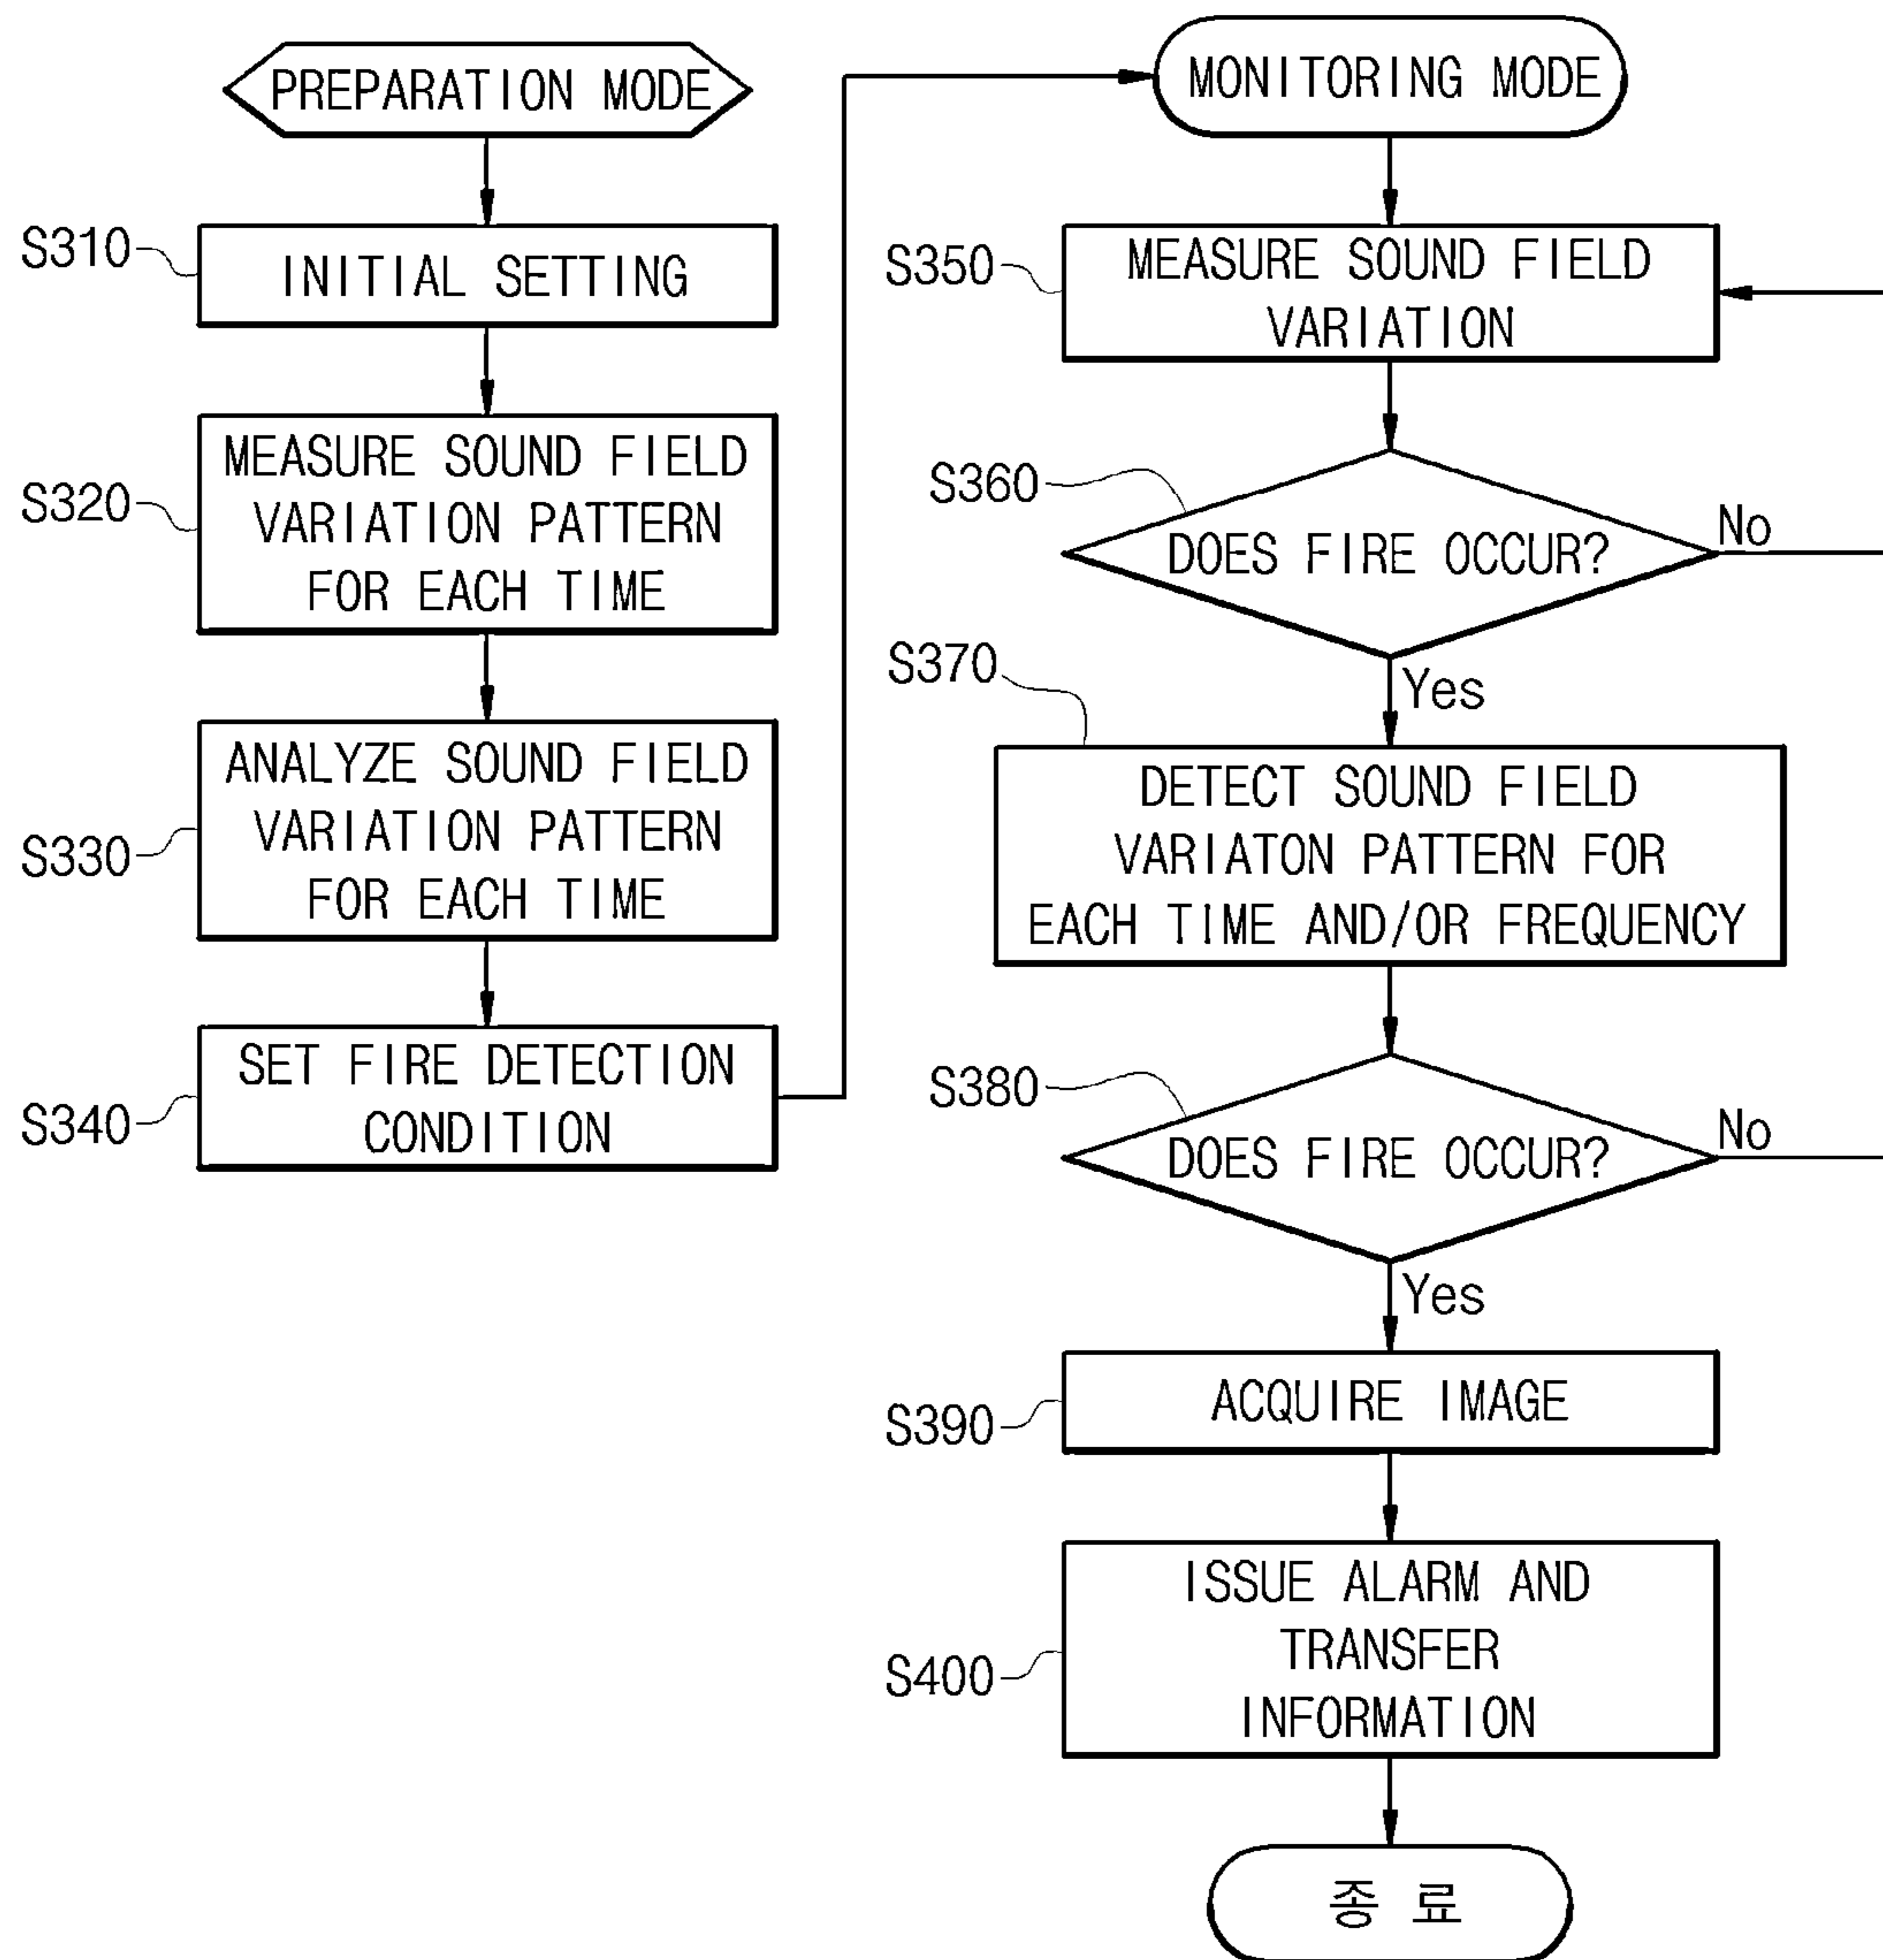 PREPARATION MODE
S310
INITIAL SETTING
S320
MEASURE SOUND FIELD
VARIATION PATTERN
FOR EACH TIME
S330
ANALYZE SOUND FIELD
VARIATION PATTERN
FOR EACH TIME
S340
SET FIRE DETECTION
CONDITION
MONITORING MODE
S350
MEASURE SOUND FIELD
VARIATION
S360
DOES FIRE OCCUR?
No
Yes
S370
DETECT SOUND FIELD
VARIATON PATTERN FOR
EACH TIME AND/OR FREQUENCY
S380
DOES FIRE OCCUR?
No
Yes
S390
ACQUIRE IMAGE
S400
ISSUE ALARM AND
TRANSFER
INFORMATION
종 료